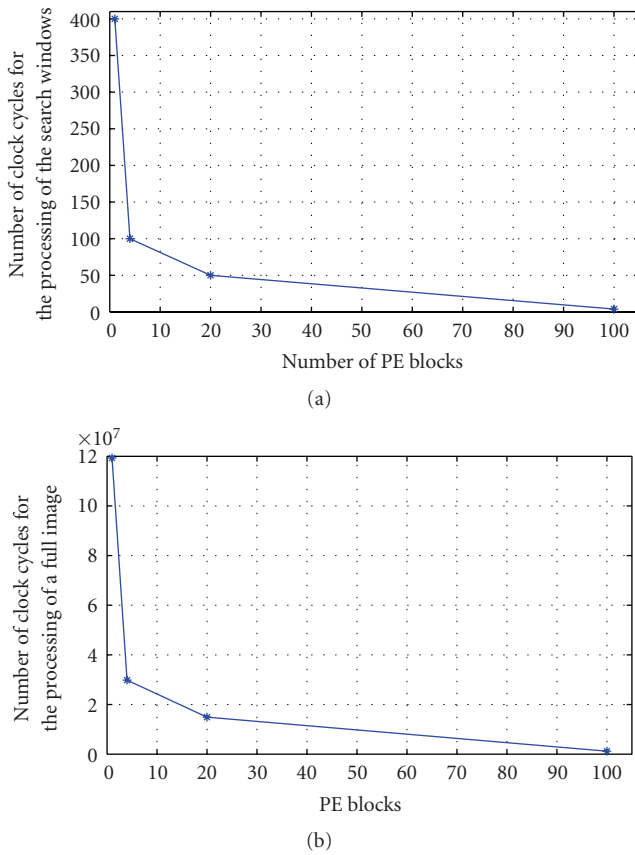 Number of clock cycles for
the processing of the search windows
400
350
300
250
200
150
100
50
0
0 10 20 30 40 50 60 70 80 90 100
Number of PE blocks
(a)
×10^7
Number of clock cycles for
the processing of a full image
12
10
8
6
4
2
0
0 10 20 30 40 50 60 70 80 90 100
PE blocks
(b)